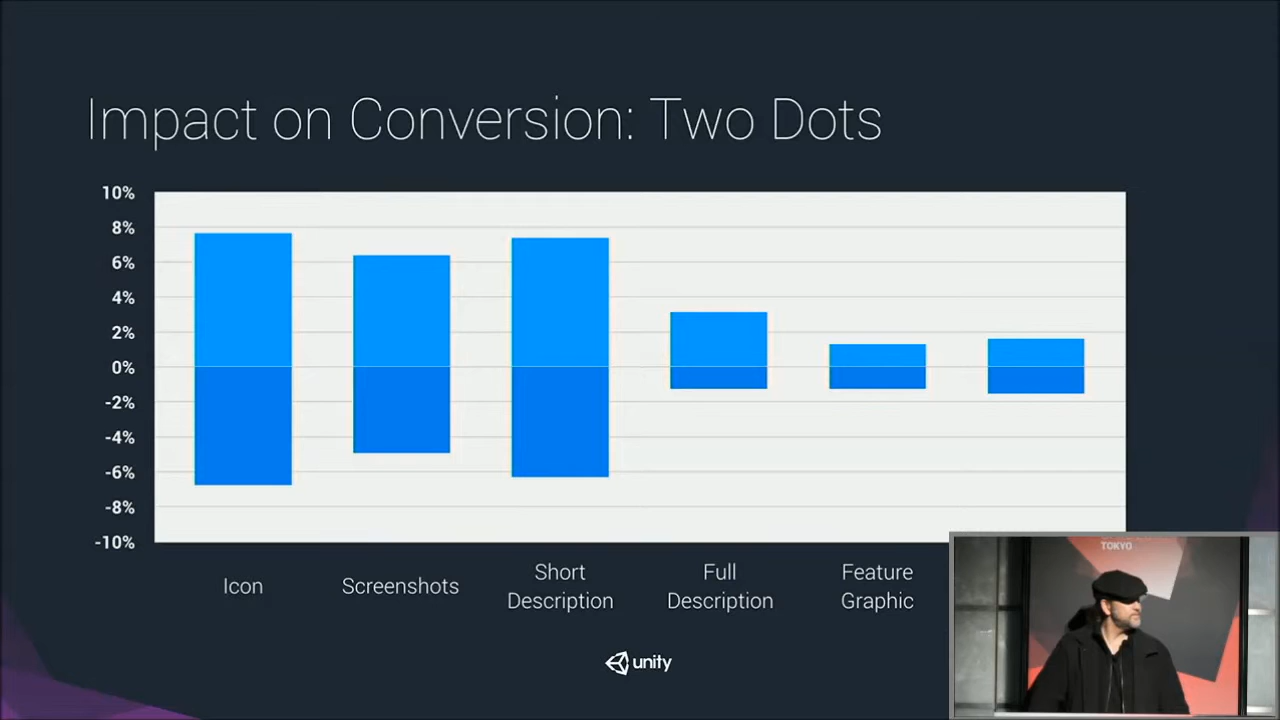 Impact on Conversion: Two Dots
10%
8%
6%
4%
2%
0%
-2%
-4%
-6%
-8%
-10%
Icon
Screenshots
Short
Description
Full
Description
Feature
Graphic
unity
TOKYO